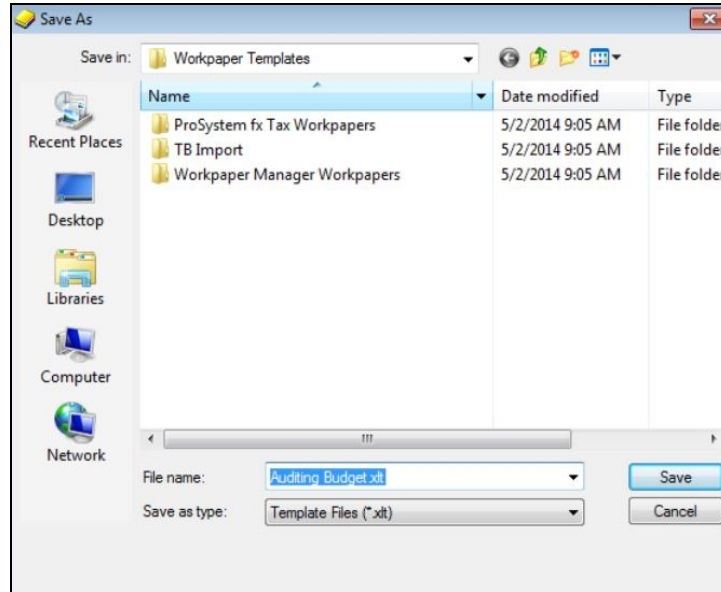 Save As
Save in: Workpaper Templates
Name Date modified Type
ProSystem fx Tax Workpapers 5/2/2014 9:05 AM File folde
TB Import 5/2/2014 9:05 AM File folde
Workpaper Manager Workpapers 5/2/2014 9:05 AM File folde
Recent Places
Desktop
Libraries
Computer
Network
File name: Auditing Budget.xlt Save
Save as type: Template Files (*.xlt) Cancel